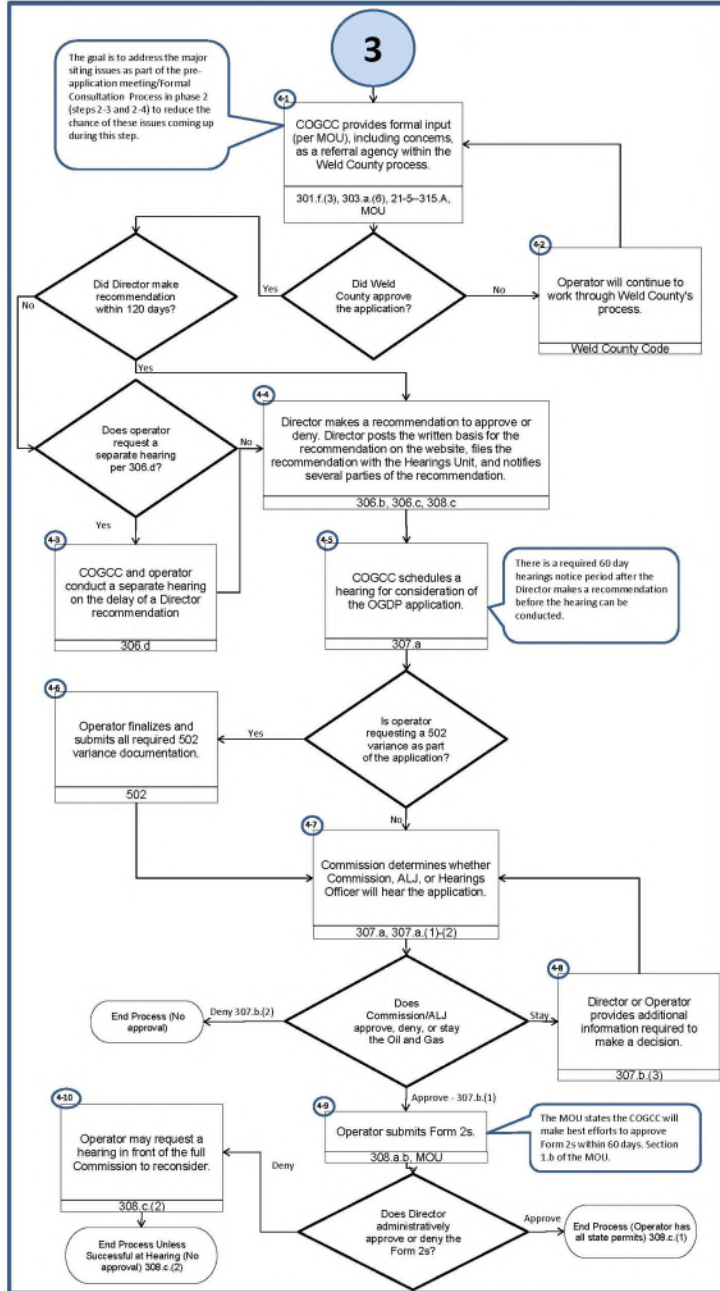 3
The goal is to address the major
siting issues as part of the pre-
application meeting/Formal
Consultation Process in phase 2
(steps 2-3 and 2-4) to reduce the
chance of these issues coming up
during this step.
4-1
COGCC provides formal input
(per MOU), including concerns,
as a referral agency within the
Weld County process.
301.f.(3), 303.a.(6), 21-5--315.A,
MOU
Did Director make
recommendation
within 120 days?
Yes
Did Weld
County approve
the application?
No
4-2
Operator will continue to
work through Weld County's
process.
Weld County Code
No
Yes
Does operator
request a
separate hearing
per 306.d?
No
4-4
Director makes a recommendation to approve or
deny. Director posts the written basis for the
recommendation on the website, files the
recommendation with the Hearings Unit, and notifies
several parties of the recommendation.
306.b, 306.c, 308.c
Yes
4-3
COGCC and operator
conduct a separate hearing
on the delay of a Director
recommendation
306.d
4-5
COGCC schedules a
hearing for consideration
of the OGDP application.
307.a
There is a required 60 day
hearings notice period after the
Director makes a recommendation
before the hearing can be
conducted.
4-6
Operator finalizes and
submits all required 502
variance documentation.
502
Yes
Is operator
requesting a 502
variance as part
of the application?
No
4-7
Commission determines whether
Commission, ALJ, or Hearings
Officer will hear the application.
307.a, 307.a.(1)-(2)
End Process (No
approval)
Deny 307.b.(2)
Does
Commission/ALJ
approve, deny, or stay
the Oil and Gas
Stay
4-8
Director or Operator
provides additional
information required to
make a decision.
307.b.(3)
Approve - 307.b.(1)
4-9
Operator submits Form 2s.
308.a.b, MOU
The MOU states the COGCC will
make best efforts to approve
Form 2s within 60 days. Section
1.b of the MOU.
4-10
Operator may request a
hearing in front of the full
Commission to reconsider.
308.c.(2)
Deny
Does Director
administratively
approve or deny the
Form 2s?
Approve
End Process (Operator has
all state permits) 308.c.(1)
End Process Unless
Successful at Hearing (No
approval) 308.c.(2)